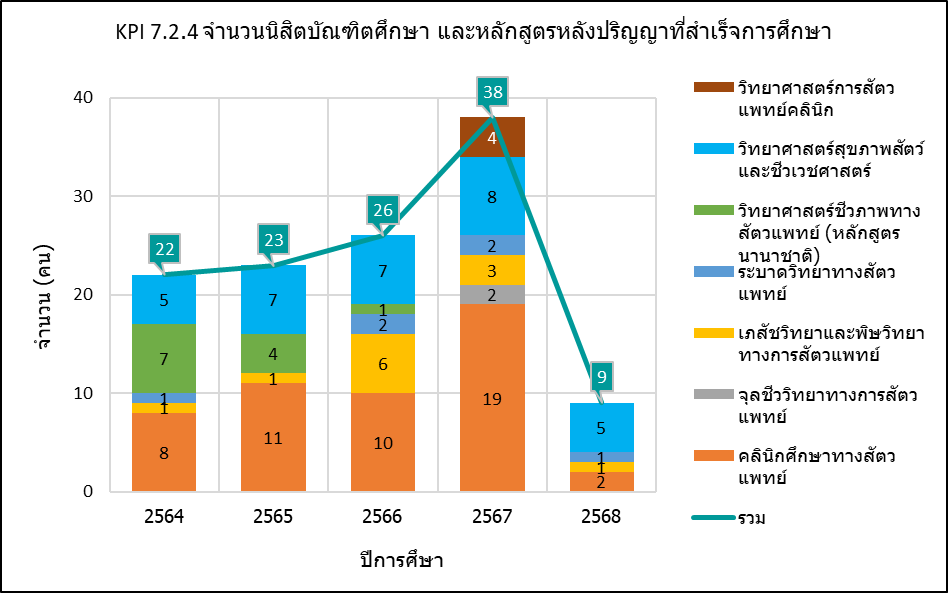 KPI 7.2.4 จำนวนนิสิตบัณฑิตศึกษา และหลักสูตรหลังปริญญาที่สำเร็จการศึกษา
จำนวน (คน)
40
30
20
10
0
22
23
26
38
9
5
7
1
1
8
7
4
1
11
7
1
2
6
10
4
8
2
3
2
19
5
1
1
2
2564 2565 2566 2567 2568
ปีการศึษา
วิทยาศาสตร์การสัตว
แพทย์คลินิก
วิทยาศาสตร์สุขภาพสัตว์
และชีวเวชศาสตร์
วิทยาศาสตร์ชีวภาพทาง
สัตวแพทย์ (หลักสูตร
นานาชาติ)
ระบาดวิทยาทางสัตว
แพทย์
เภสัชวิทยาและพิษวิทยา
ทางการสัตวแพทย์
จุลชีววิทยาทางการสัตว
แพทย์
คลินิกศึกษาทางสัตว
แพทย์
รวม